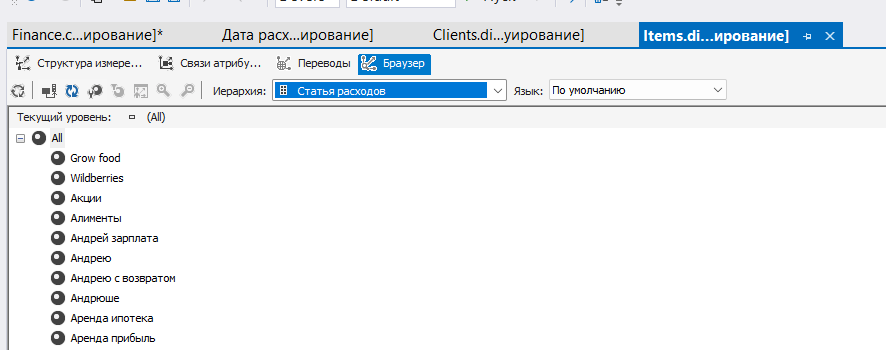 Finance.c...ирование]* Дата расх...ирование] Clients.di...уирование] Items.di...ирование]
Структура измере... Связи атрибу... Переводы Браузер
Иерархия: Статья расходов Язык: По умолчанию
Текущий уровень: (All)
All
Grow food
Wildberries
Акции
Алименты
Андрей зарплата
Андрею
Андрею с возвратом
Андрюше
Аренда ипотека
Аренда прибыль